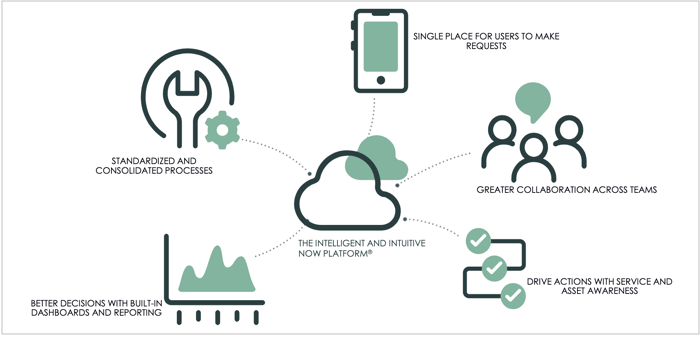 SINGLE PLACE FOR USERS TO MAKE
REQUESTS
STANDARDIZED AND
CONSOLIDATED PROCESSES
GREATER COLLABORATION ACROSS TEAMS
THE INTELLIGENT AND INTUITIVE
NOW PLATFORM®
BETTER DECISIONS WITH BUILT-IN
DASHBOARDS AND REPORTING
DRIVE ACTIONS WITH SERVICE AND
ASSET AWARENESS